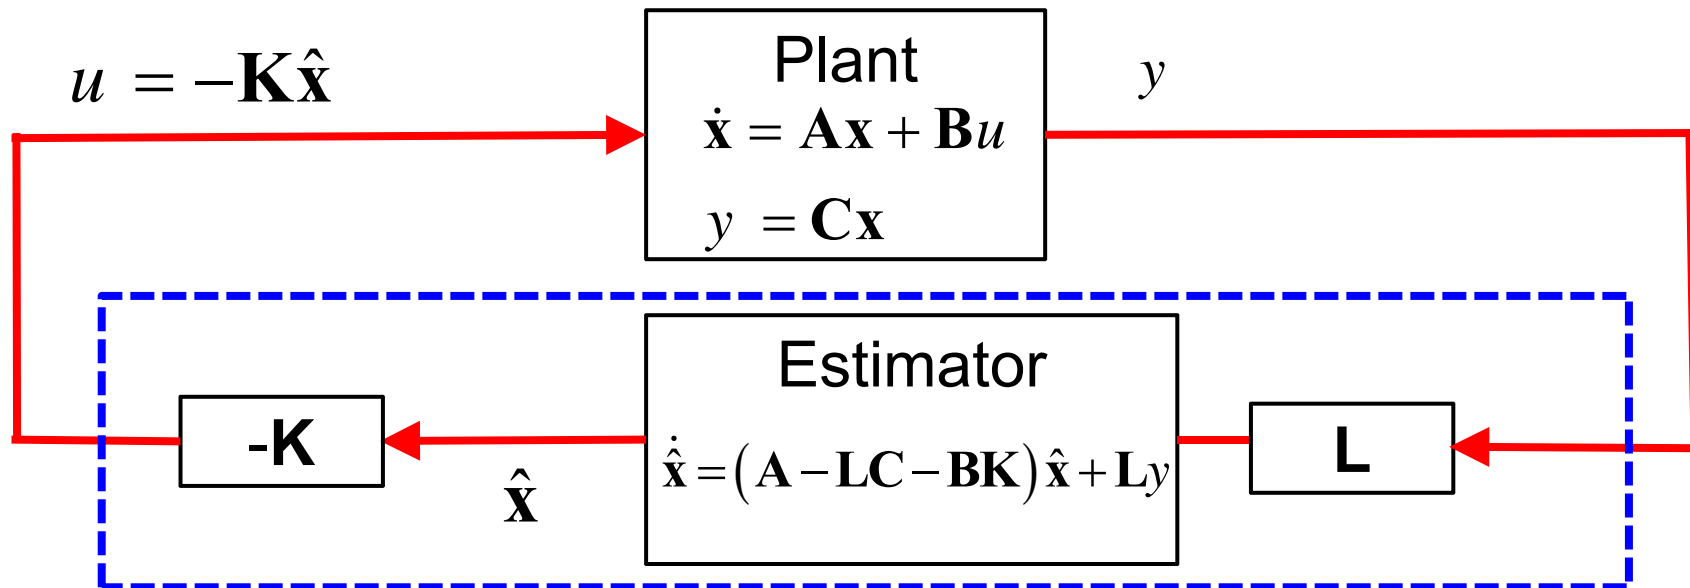 Plant
u = −Kx̂
y
ẋ = Ax + Bu
y = Cx
Estimator
-K
x̂̇ = (A − LC − BK) x̂ + Ly
L
x̂